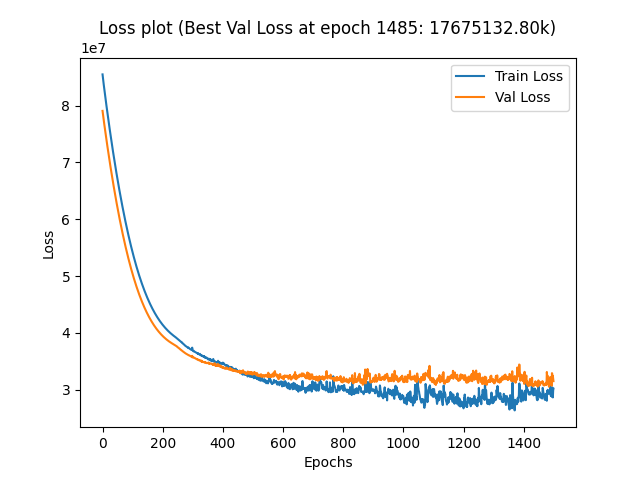 Loss plot (Best Val Loss at epoch 1485: 17675132.80k)
1e7
Train Loss
Val Loss
8
7
6
5
4
3
Loss
0 200 400 600 800 1000 1200 1400
Epochs